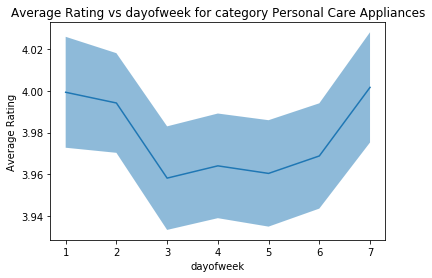 Average Rating vs dayofweek for category Personal Care Appliances
4.02
4.00
3.98
3.96
3.94
Average Rating
1 2 3 4 5 6 7
dayofweek